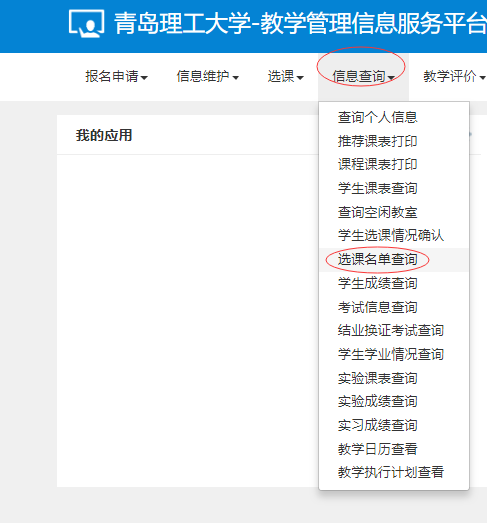 青岛理工大学-教学管理信息服务平台
报名申请 信息维护 选课 信息查询 教学评价
我的应用
查询个人信息
推荐课表打印
课程课表打印
学生课表查询
查询空闲教室
学生选课情况确认
选课名单查询
学生成绩查询
考试信息查询
结业换证考试查询
学生学业情况查询
实验课表查询
实验成绩查询
实习成绩查询
教学日历查看
教学执行计划查看